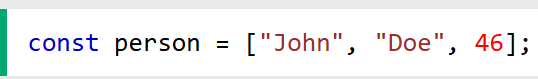 const person = ["John", "Doe", 46];